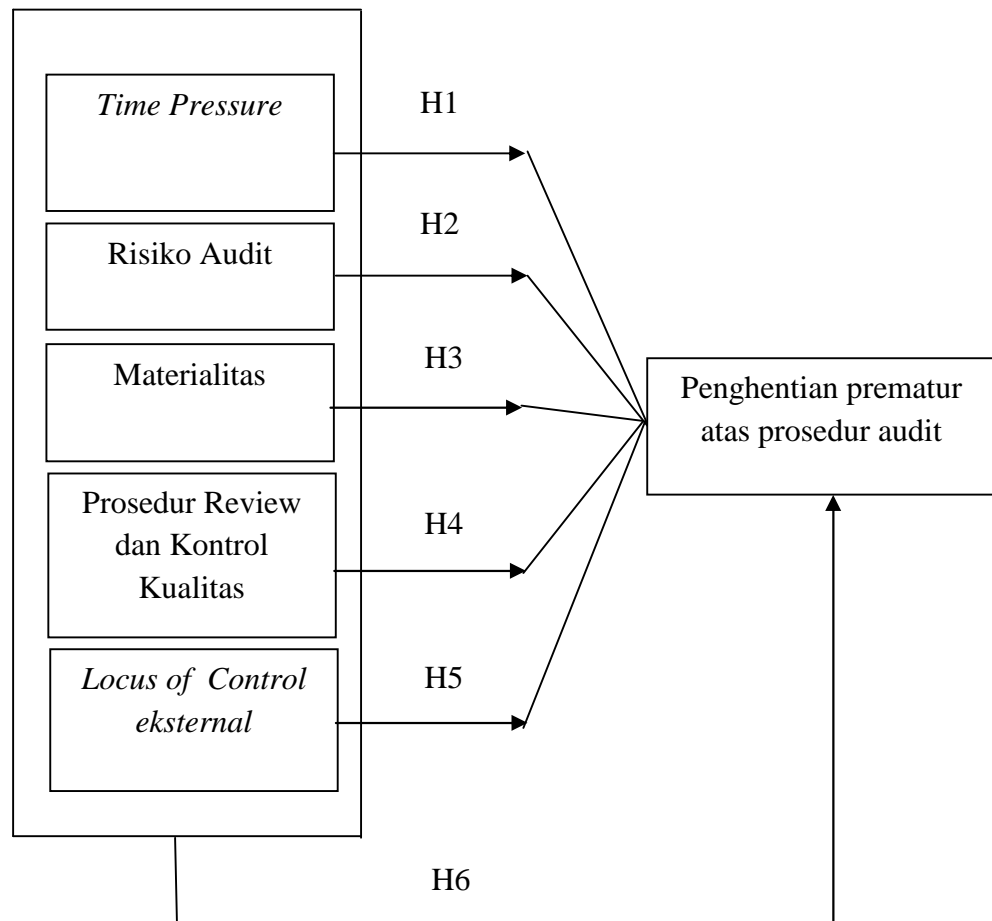 Time Pressure
H1
Risiko Audit
H2
Materialitas
H3
Prosedur Review
dan Kontrol
Kualitas
H4
Locus of Control
eksternal
H5
Penghentian prematur
atas prosedur audit
H6